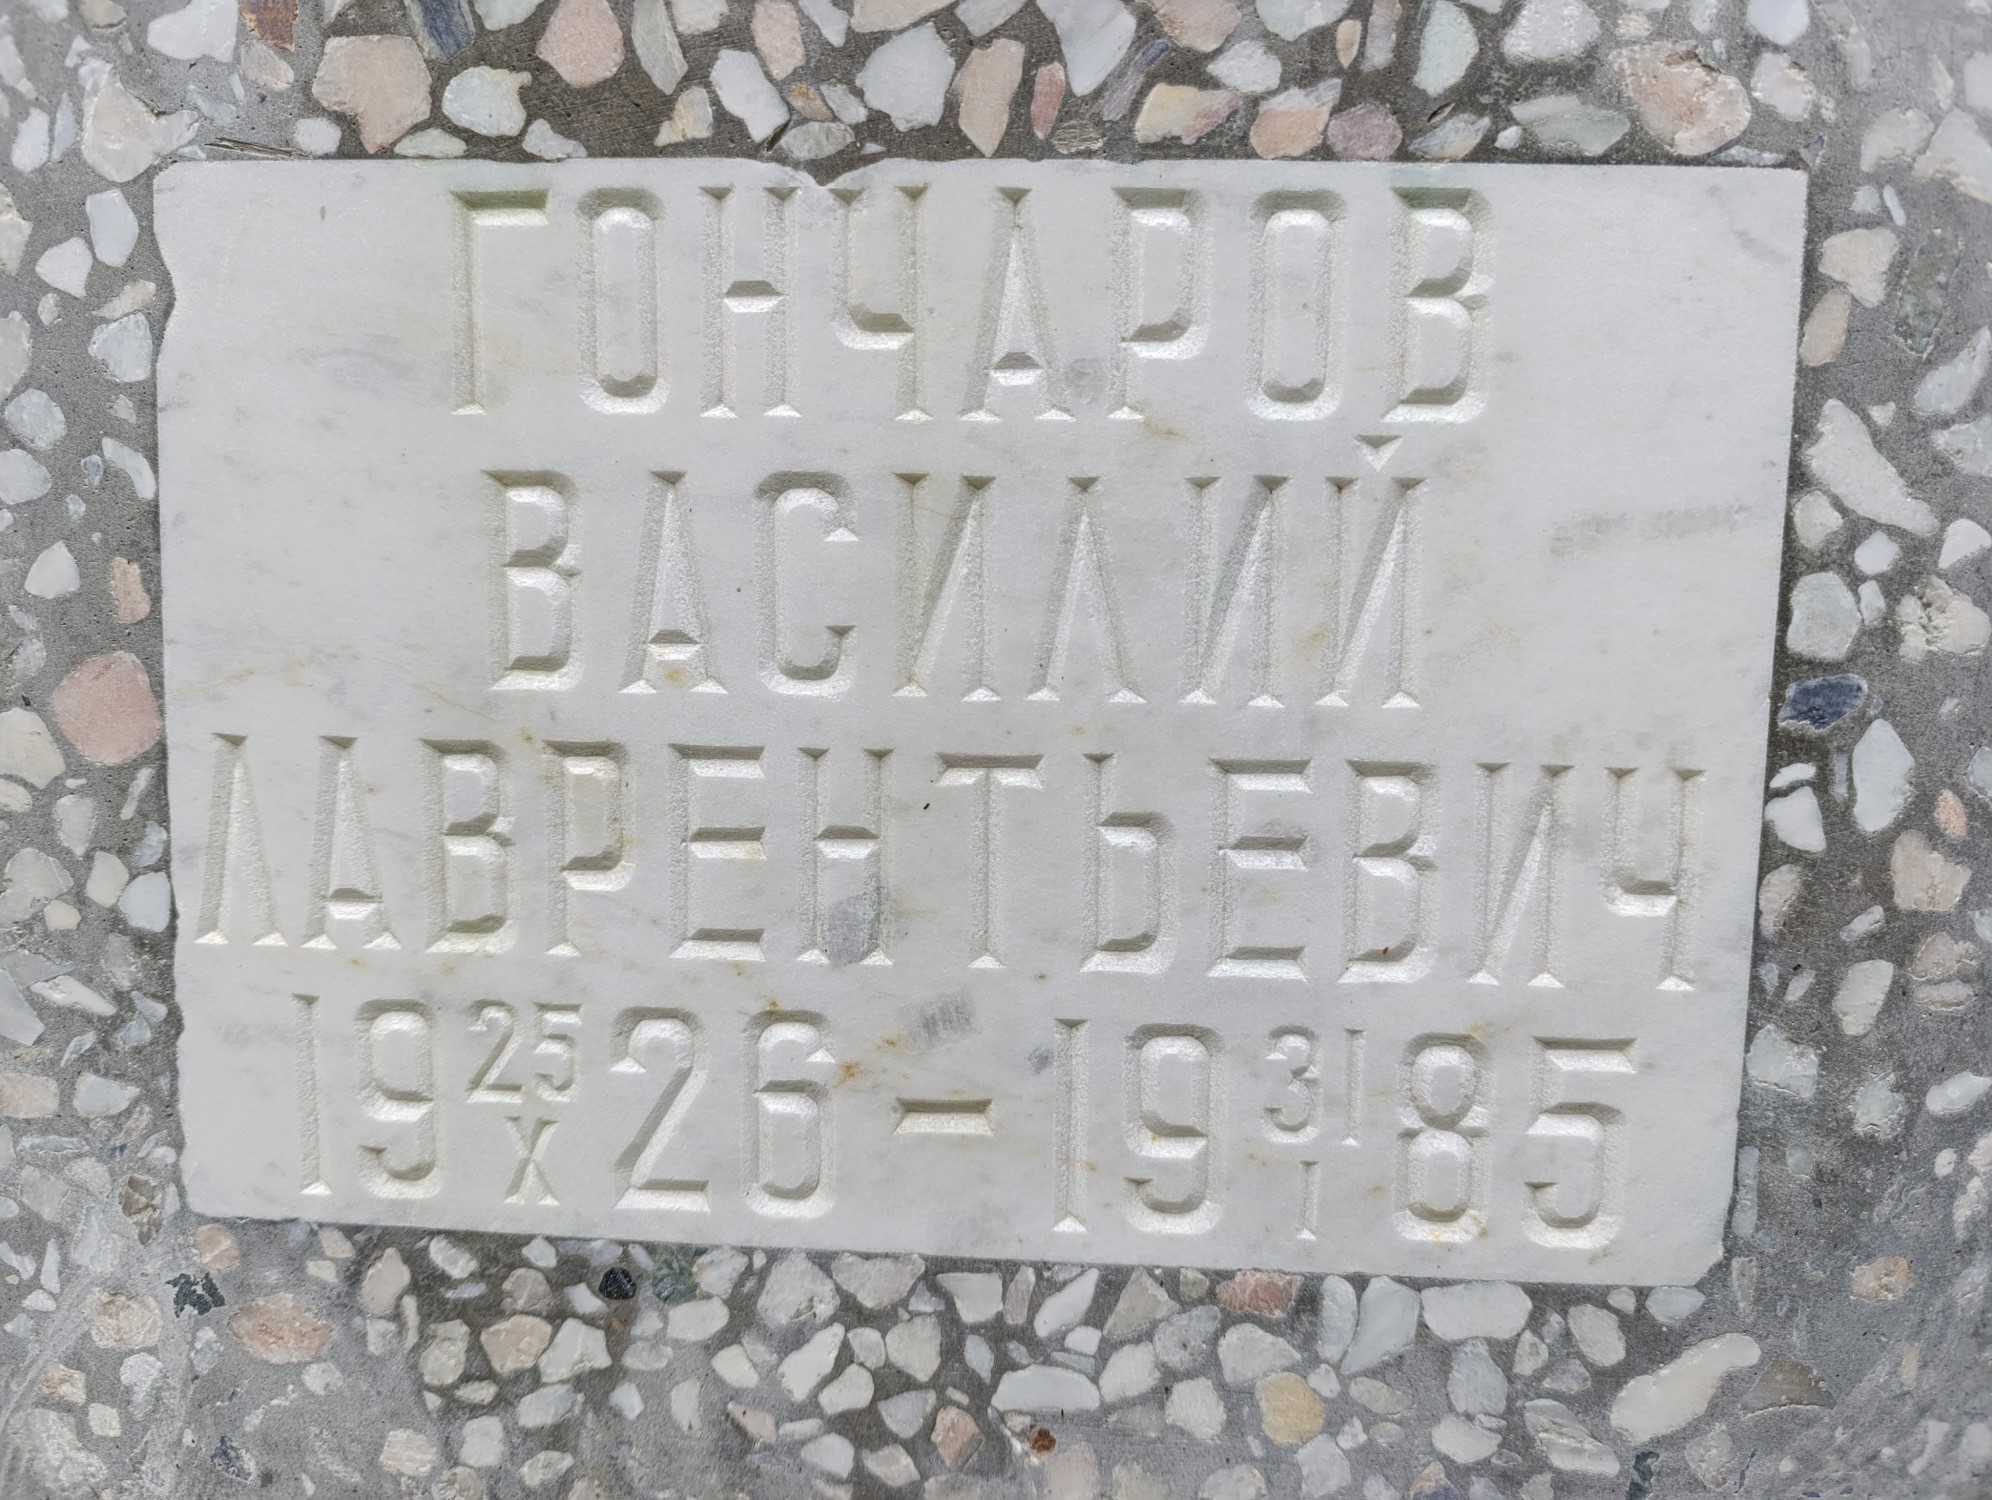 ГОНЧАРОВ
ВАСИЛИЙ
ЛАВРЕНТЬЕВИЧ
19 25/X 26 – 19 31/I 85